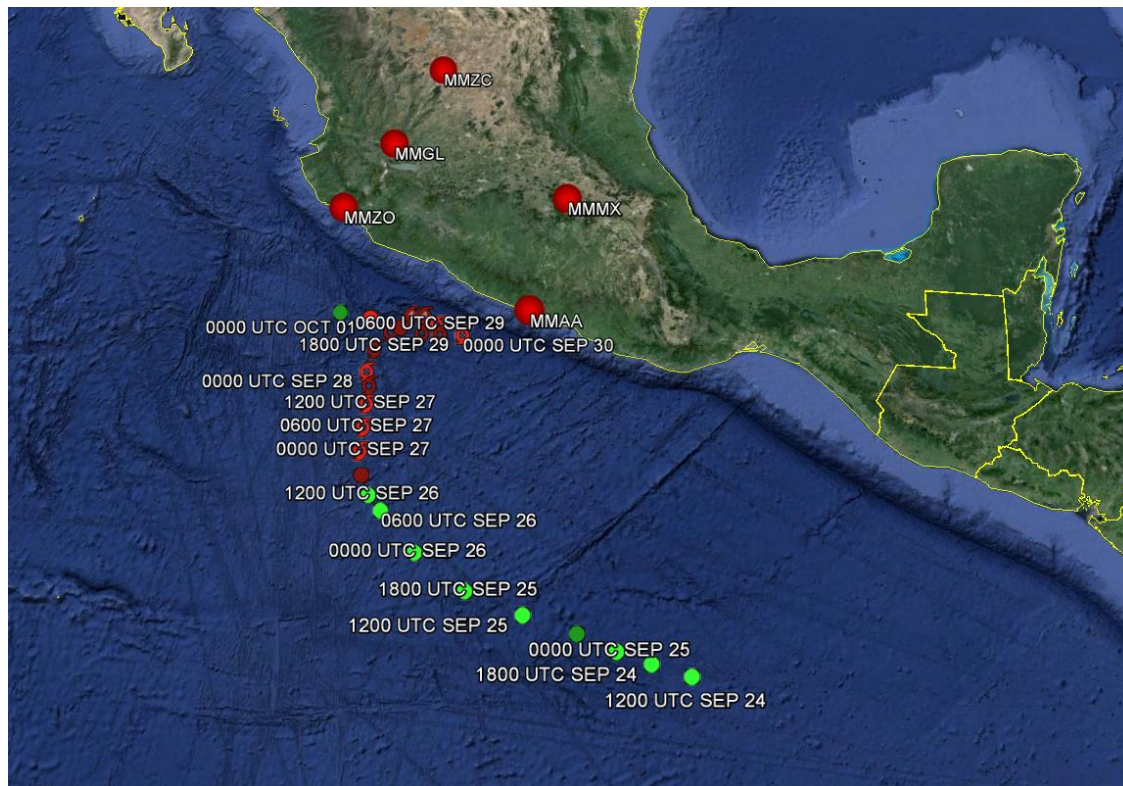 MMZC
MMGL
MMZO
MMMX
MMAA
0000 UTC OCT 01
0600 UTC SEP 29
1800 UTC SEP 29
0000 UTC SEP 30
0000 UTC SEP 28
1200 UTC SEP 27
0600 UTC SEP 27
0000 UTC SEP 27
1200 UTC SEP 26
0600 UTC SEP 26
0000 UTC SEP 26
1800 UTC SEP 25
1200 UTC SEP 25
0000 UTC SEP 25
1800 UTC SEP 24
1200 UTC SEP 24